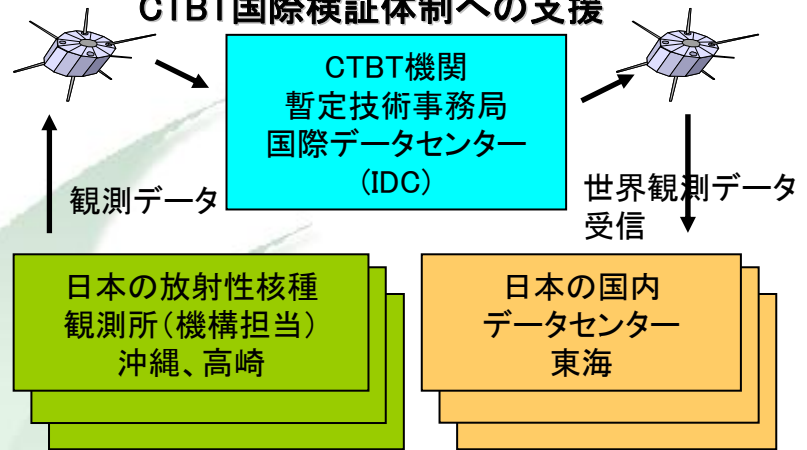 CTBT国際検証体制への支援
CTBT機関
暫定技術事務局
国際データセンター
(IDC)
観測データ
世界観測データ
受信
日本の放射性核種
観測所（機構担当）
沖縄、高崎
日本の国内
データセンター
東海